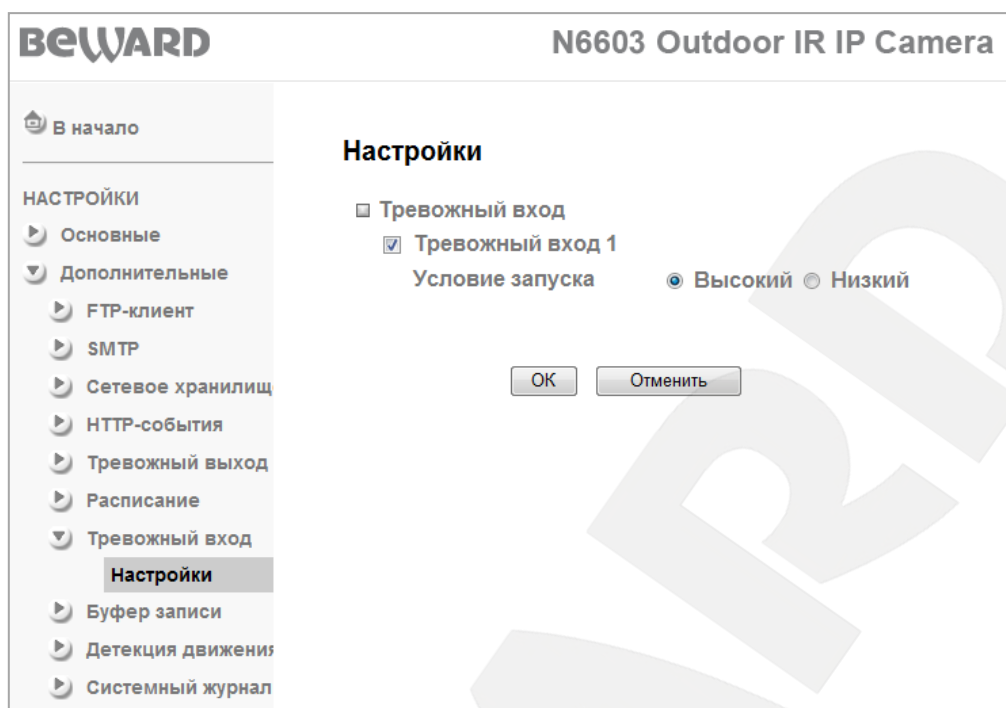 BEWARD
N6603 Outdoor IR IP Camera
В начало
НАСТРОЙКИ
Основные
Дополнительные
FTP-клиент
SMTP
Сетевое хранилищ
HTTP-события
Тревожный выход
Расписание
Тревожный вход
Настройки
Буфер записи
Детекция движения
Системный журнал
Настройки
Тревожный вход
Тревожный вход 1
Условие запуска Высокий Низкий
ОК Отменить